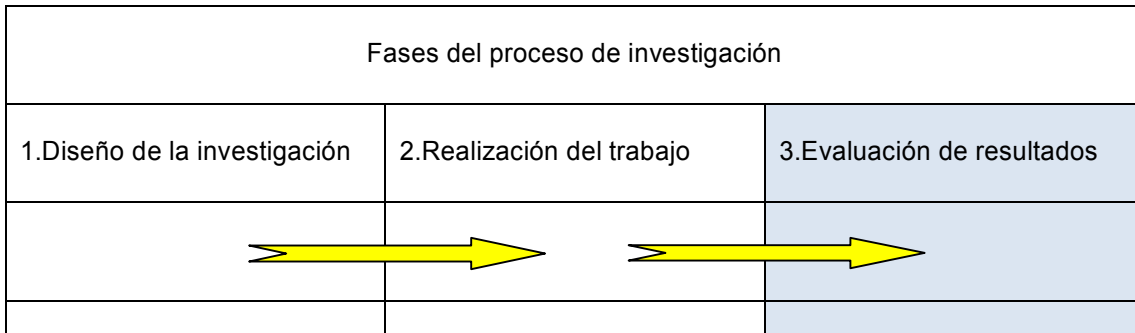 Fases del proceso de investigación
1.Diseño de la investigación
2.Realización del trabajo
3.Evaluación de resultados